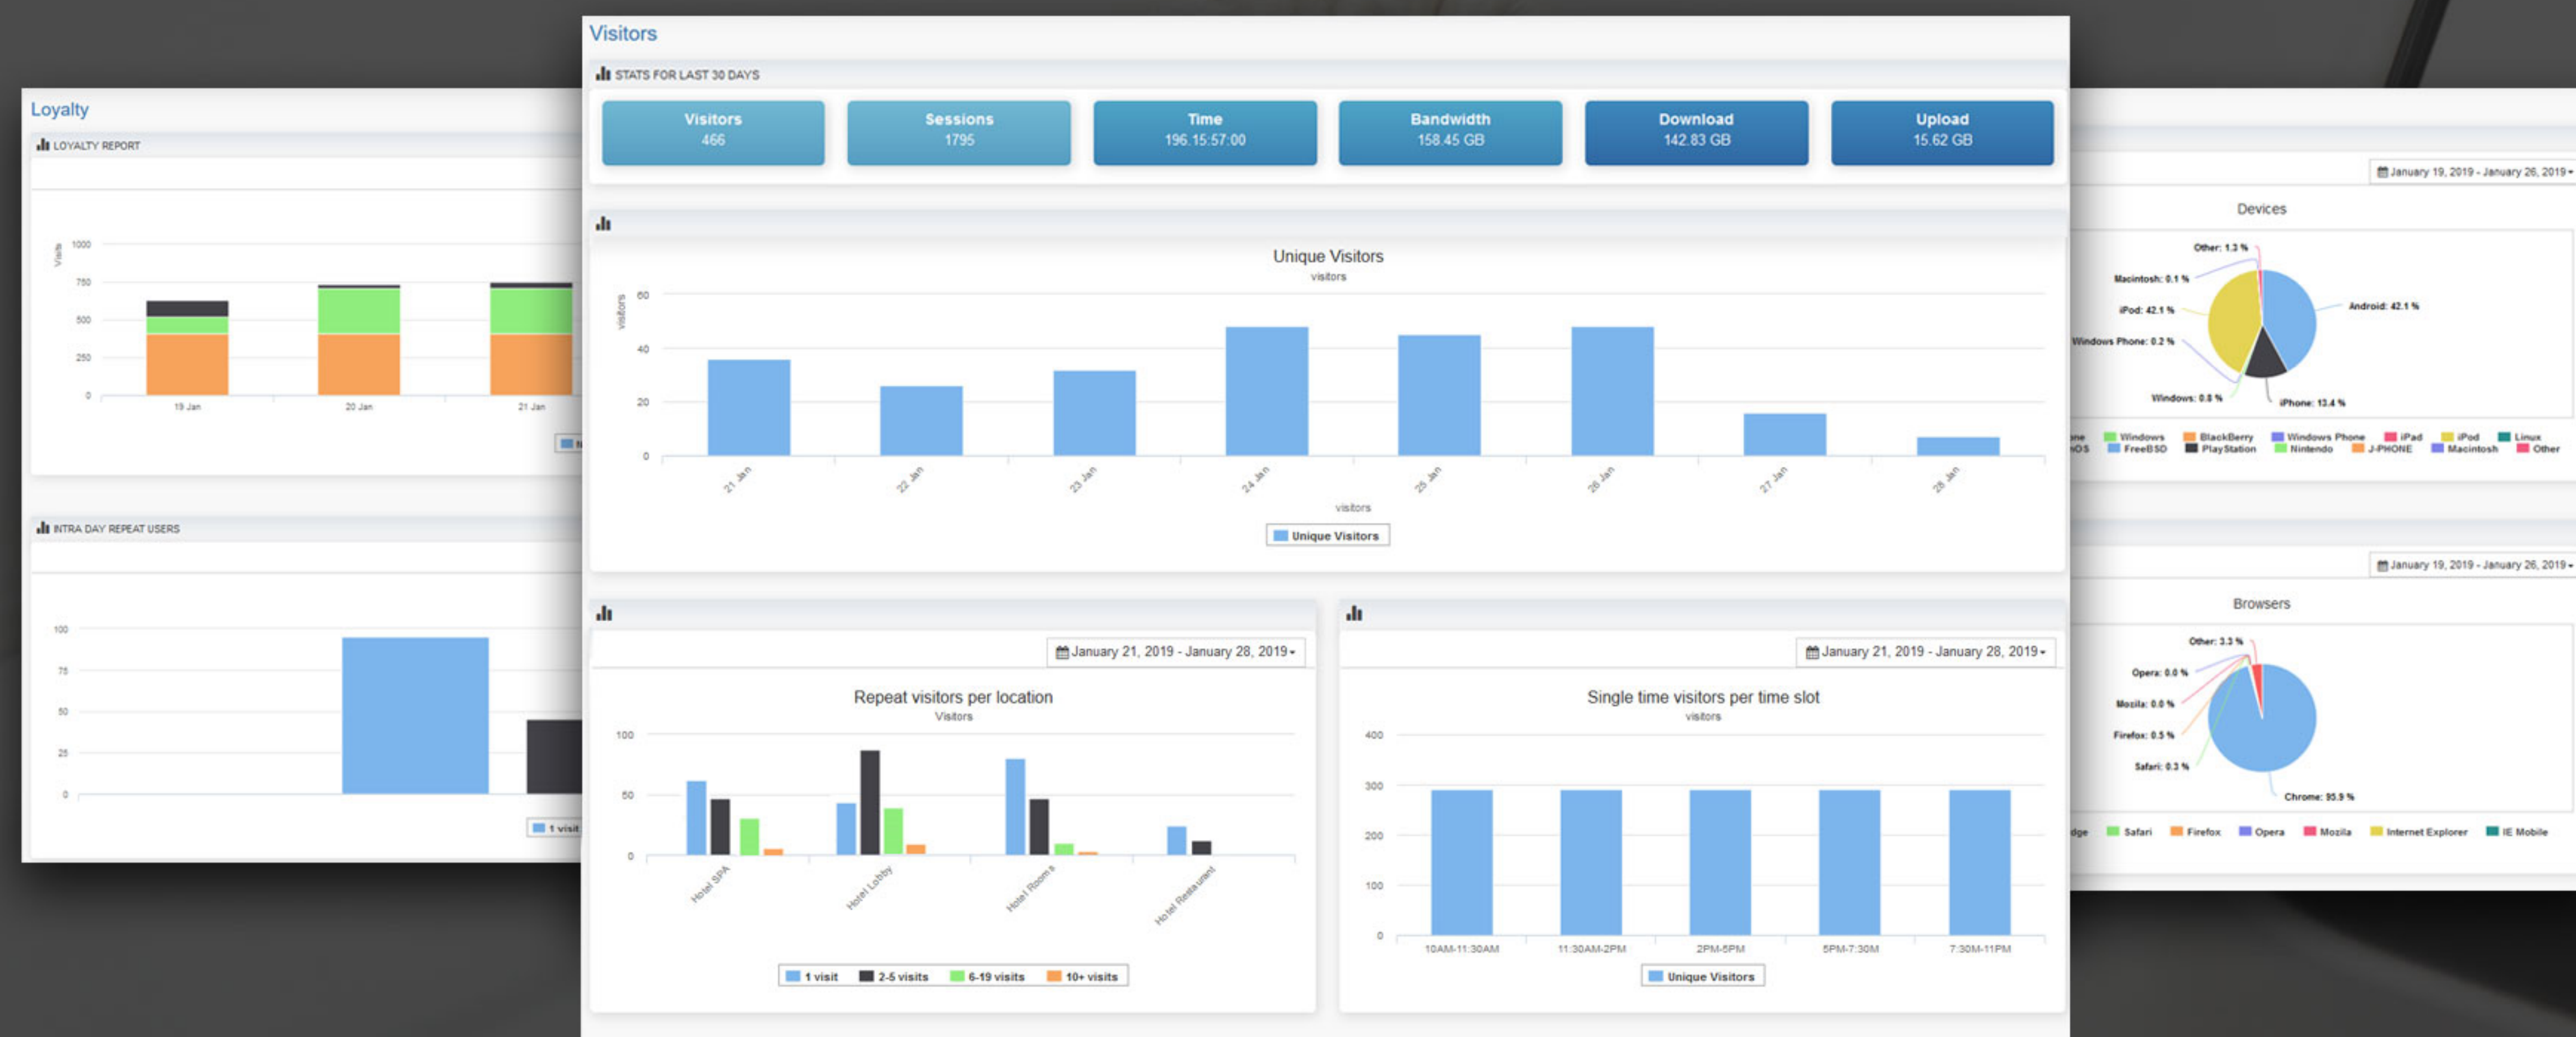 Loyalty
LOYALTY REPORT
Visits
1000
750
500
250
0
19 Jan 20 Jan 21 Jan
INTRA DAY REPEAT USERS
100
75
50
25
0
1 visit
Visitors
STATS FOR LAST 30 DAYS
Visitors Sessions Time Bandwidth Download Upload
466 1795 196.15:57:00 158.45 GB 142.83 GB 15.62 GB
Unique Visitors
visitors
visitors
60
40
20
0
21 Jan 22 Jan 23 Jan 24 Jan 25 Jan 26 Jan 27 Jan 28 Jan
visitors
Unique Visitors
January 21, 2019 - January 28, 2019
Repeat visitors per location
Visitors
100
50
0
Hotel SPA Hotel Lobby Hotel Rooms Hotel Restaurant
1 visit 2-5 visits 6-19 visits 10+ visits
January 21, 2019 - January 28, 2019
Single time visitors per time slot
visitors
400
300
200
100
0
10AM-11:30AM 11:30AM-2PM 2PM-5PM 5PM-7:30M 7:30M-11PM
Unique Visitors
January 19, 2019 - January 26, 2019
Devices
Other: 1.3 %
Macintosh: 0.1 %
iPod: 42.1 %
Android: 42.1 %
Windows Phone: 0.2 %
Windows: 0.8 %
iPhone: 13.4 %
Windows BlackBerry Windows Phone iPad iPod Linux
FreeBSD PlayStation Nintendo J-PHONE Macintosh Other
January 19, 2019 - January 26, 2019
Browsers
Other: 3.3 %
Opera: 0.0 %
Mozila: 0.0 %
Firefox: 0.5 %
Safari: 0.3 %
Chrome: 95.9 %
Safari Firefox Opera Mozila Internet Explorer IE Mobile